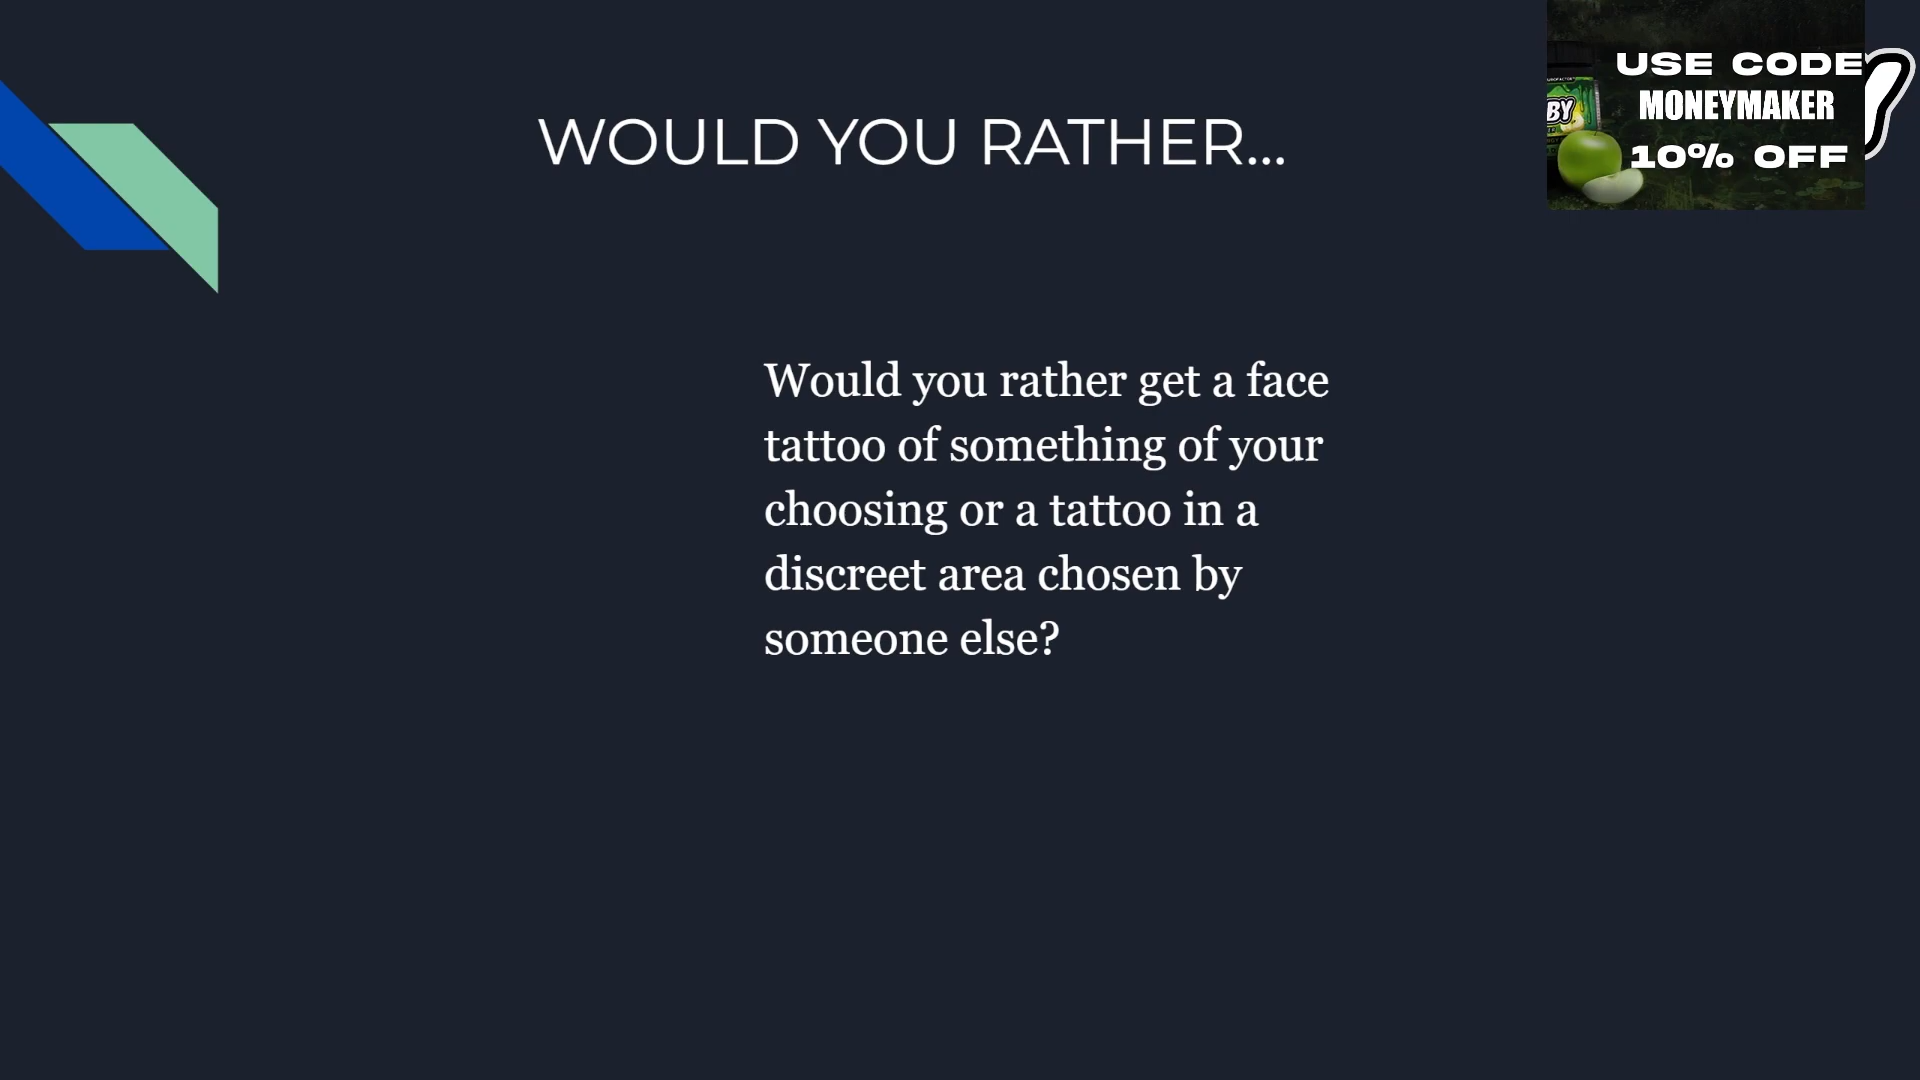 WOULD YOU RATHER...
USE CODE
MONEYMAKER
10% OFF
BY
Would you rather get a face
tattoo of something of your
choosing or a tattoo in a
discreet area chosen by
someone else?